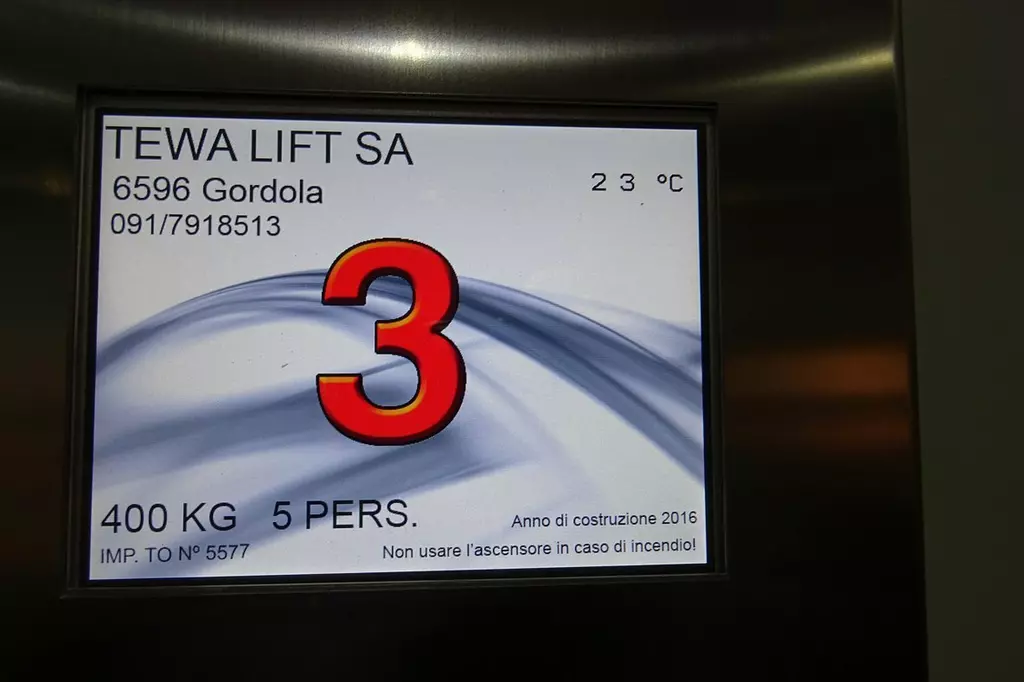 TEWA LIFT SA
6596 Gordola
23 °C
091/7918513
3
400 KG 5 PERS.
Anno di costruzione 2016
IMP. TO Nº 5577
Non usare l'ascensore in caso di incendio!